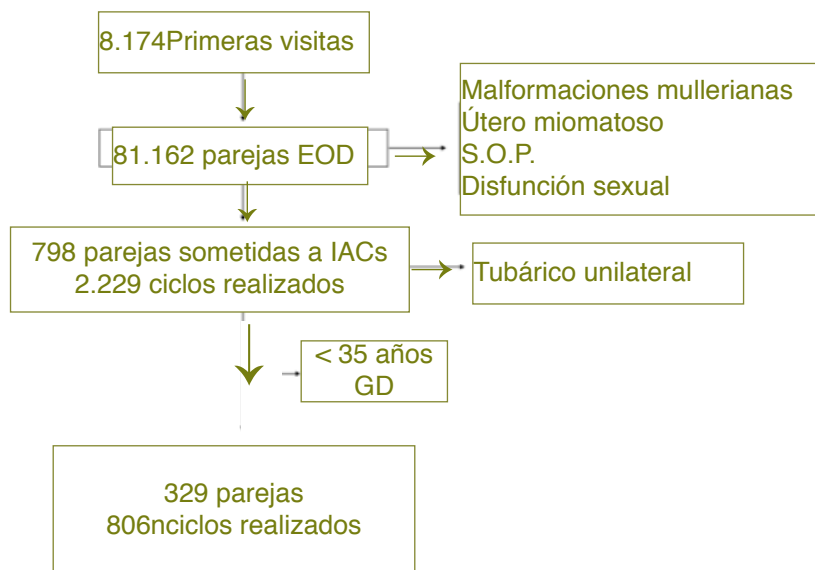 8.174Primeras visitas
81.162 parejas EOD
Malformaciones mullerianas
Útero miomatoso
S.O.P.
Disfunción sexual
798 parejas sometidas a IACs
2.229 ciclos realizados
Tubárico unilateral
< 35 años
GD
329 parejas
806nciclos realizados